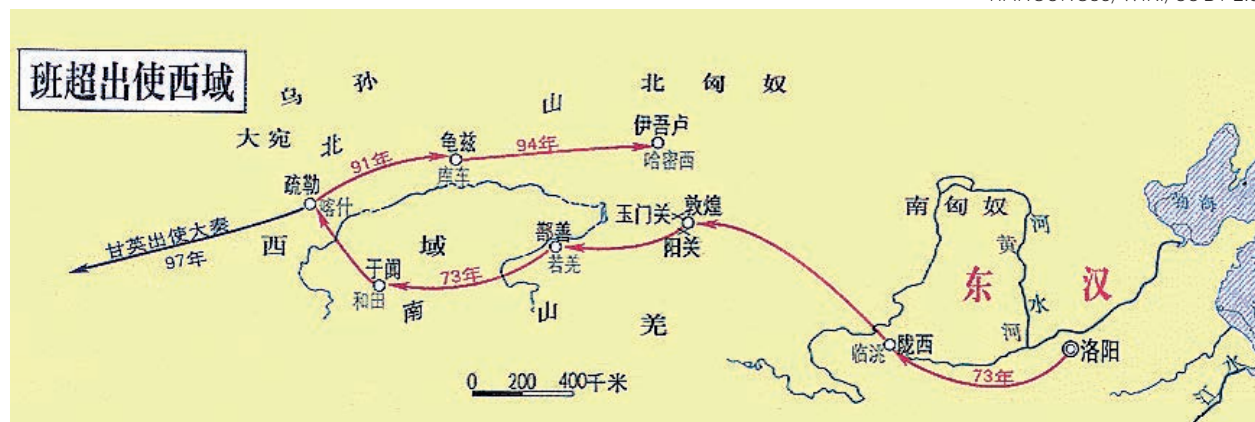 班超出使西域
乌 孙
山
北 匈 奴
大宛
北
龟兹
库车
91年
94年
伊吾卢
哈密西
疏勒
喀什
甘英出使大秦
97年
西 域
于阗
和田
73年
鄯善
若羌
玉门关
敦煌
阳关
南 山
羌
南匈奴
黄河
河水
东 汉
渤海
临洮
陇西
洛阳
73年
江水
0 200 400千米